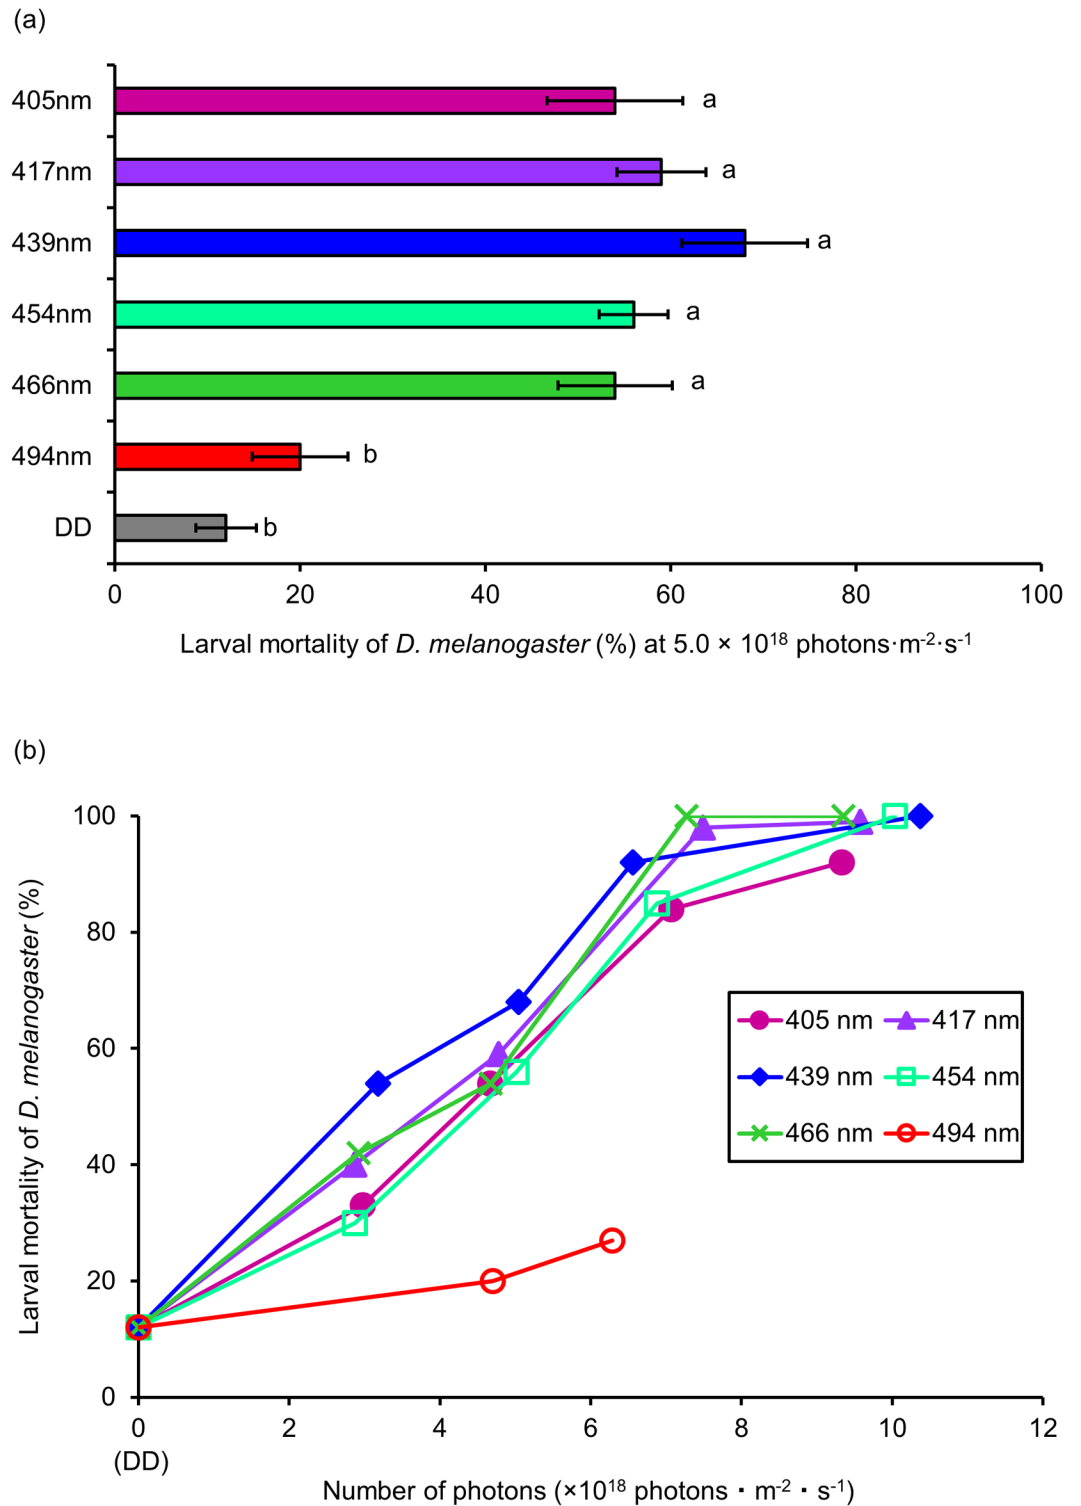 (a)
405nm a
417nm a
439nm a
454nm a
466nm a
494nm b
DD b
0 20 40 60 80 100
Larval mortality of D. melanogaster (%) at 5.0 × 10¹⁸ photons·m⁻²·s⁻¹
(b)
Larval mortality of D. melanogaster (%)
100
80
60
40
20
0
405 nm 417 nm
439 nm 454 nm
466 nm 494 nm
0 2 4 6 8 10 12
(DD)
Number of photons (×10¹⁸ photons・m⁻²・s⁻¹)